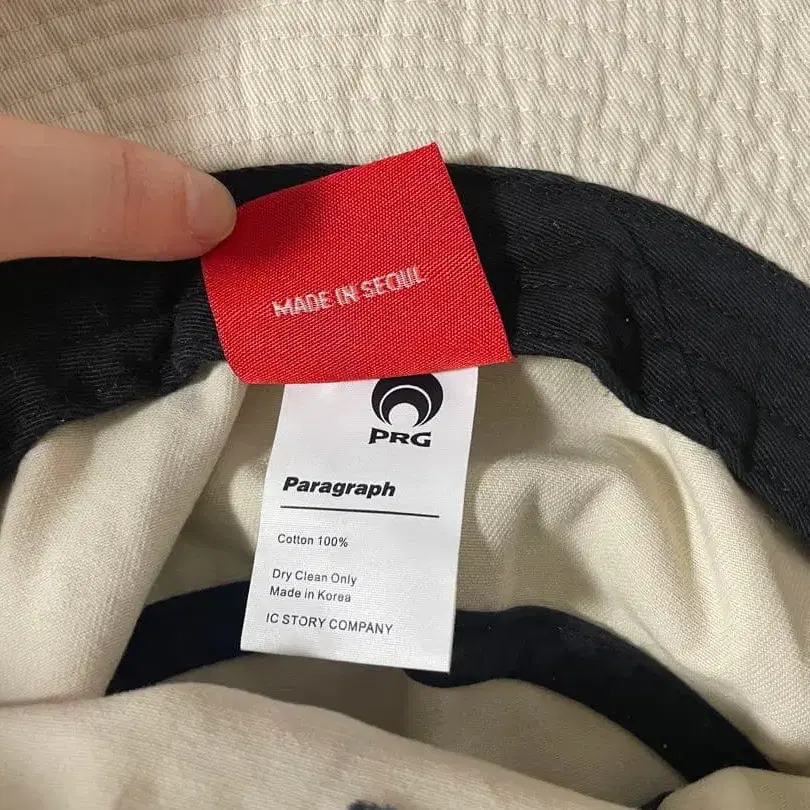 MADE IN SEOUL
PRG
Paragraph
Cotton 100%
Dry Clean Only
Made in Korea
IC STORY COMPANY